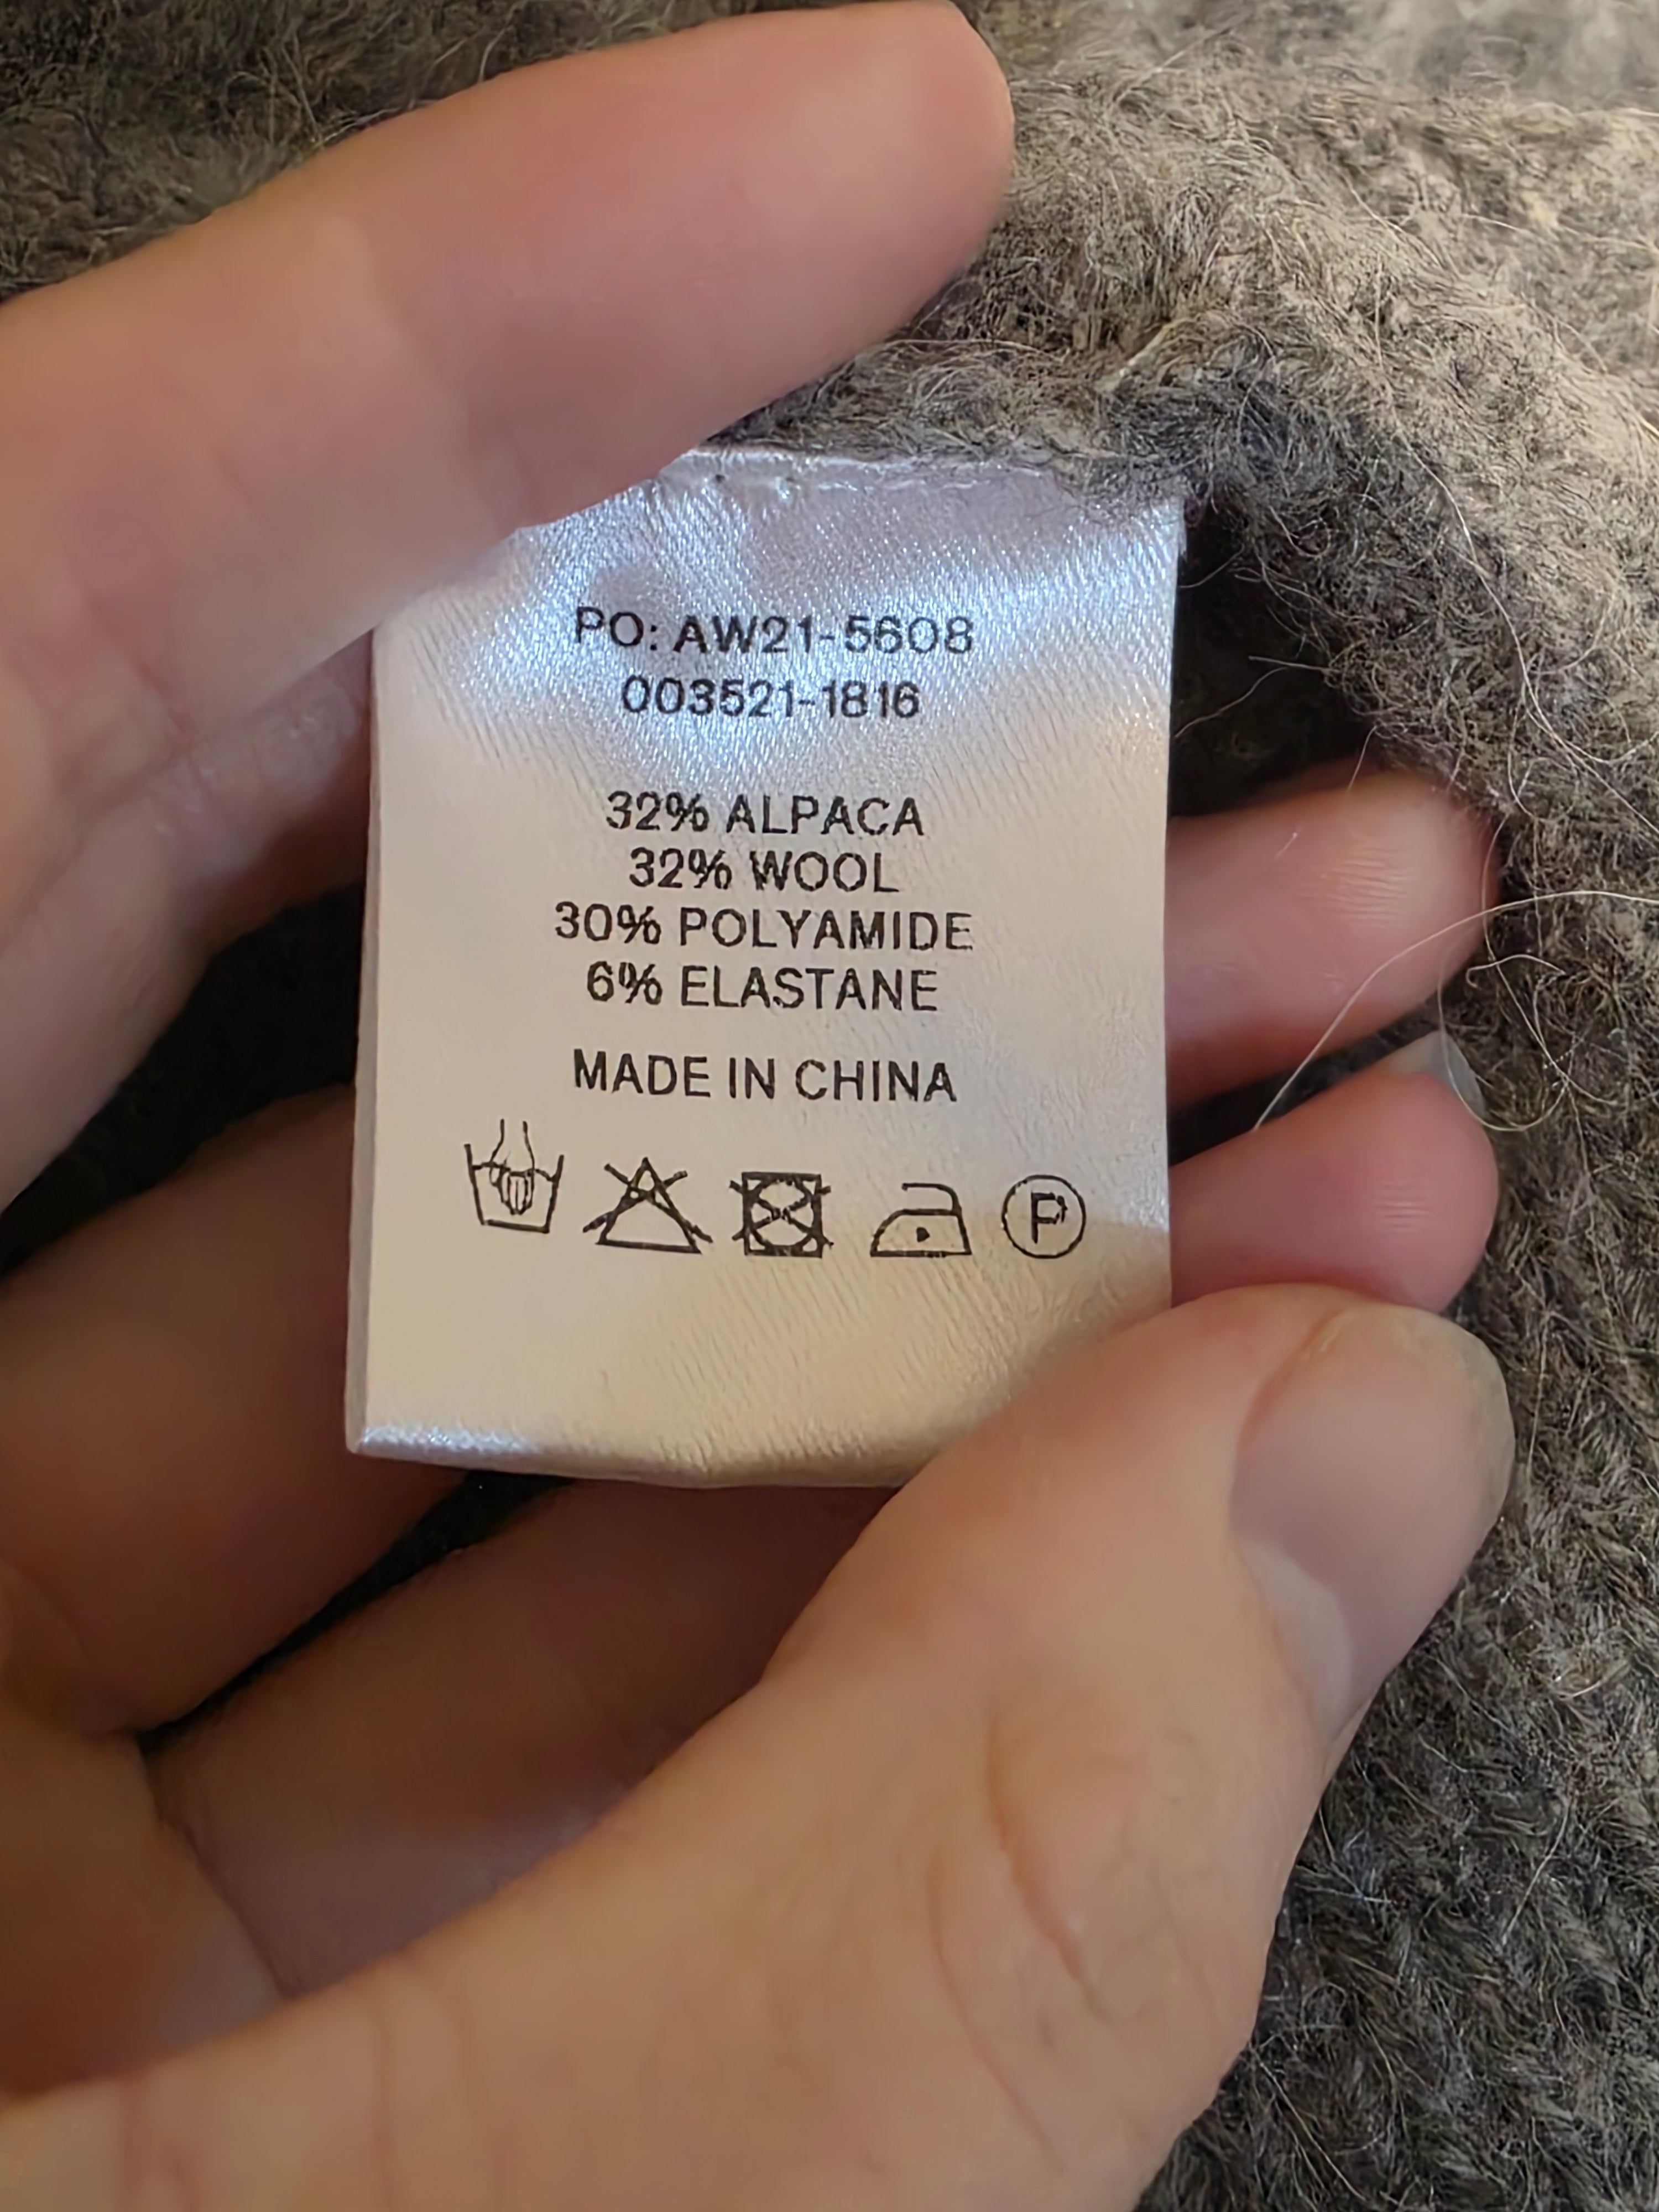 PO: AW21-5608
003521-1816
32% ALPACA
32% WOOL
30% POLYAMIDE
6% ELASTANE
MADE IN CHINA
P